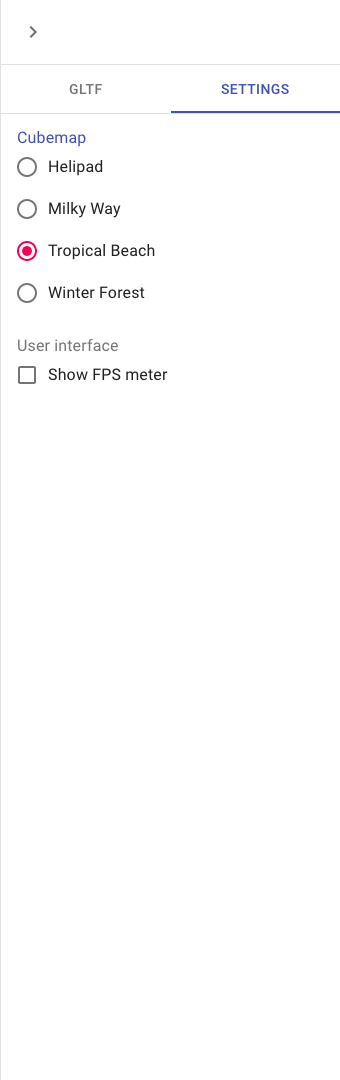 GLTF
SETTINGS
Cubemap
Helipad
Milky Way
Tropical Beach
Winter Forest
User interface
Show FPS meter